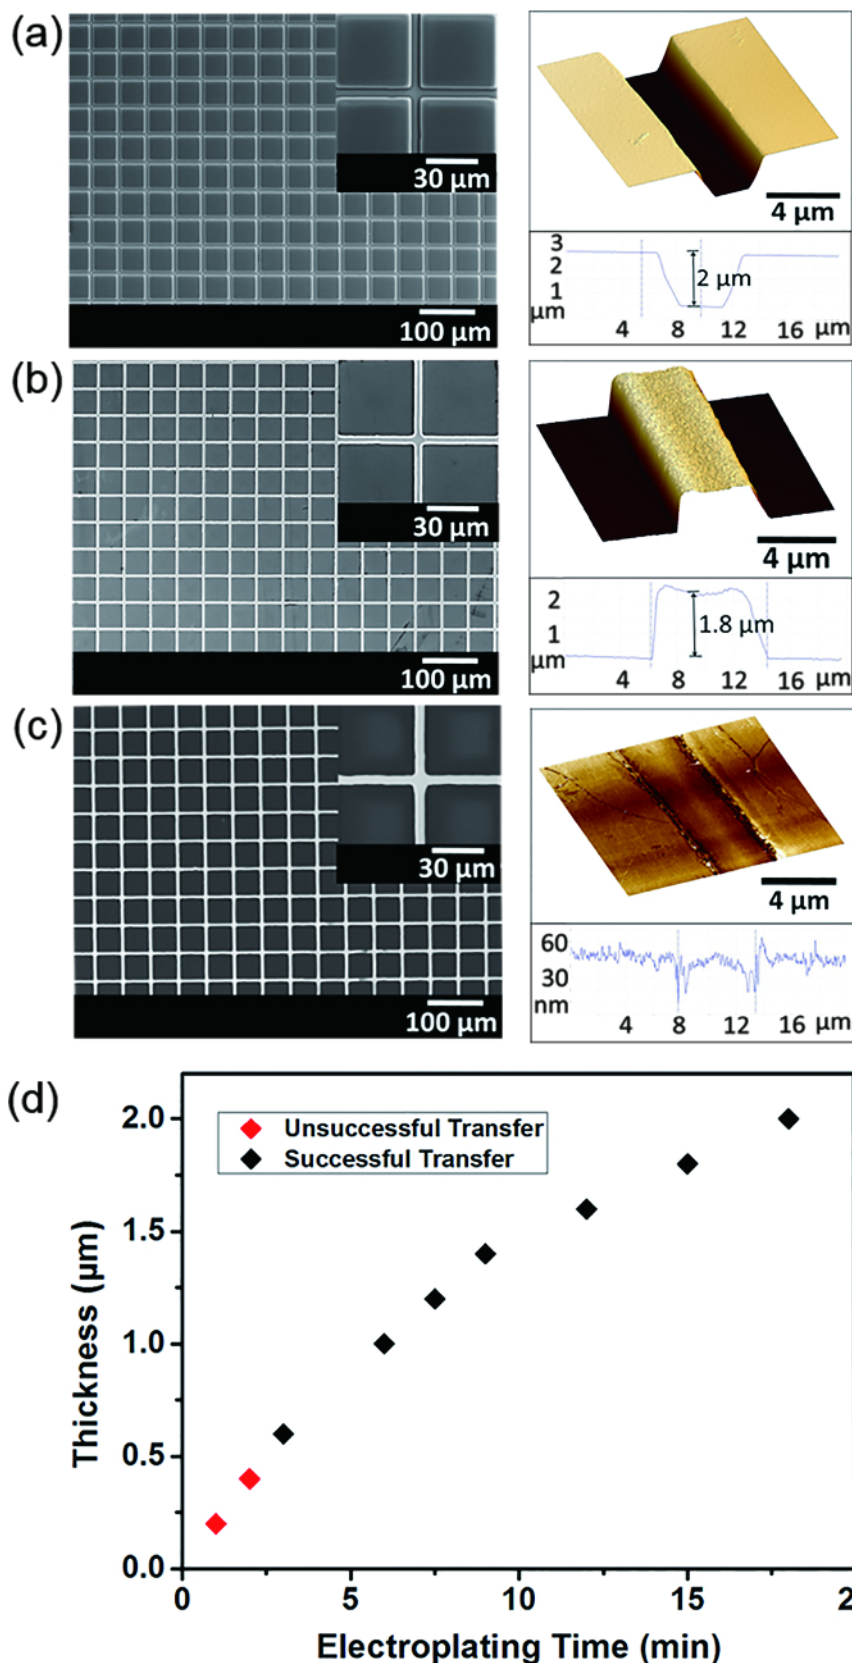 (a)
30 µm
100 µm
4 µm
3
2
1
µm
2 µm
4 8 12 16 µm
(b)
30 µm
100 µm
4 µm
2
1
µm
1.8 µm
4 8 12 16 µm
(c)
30 µm
100 µm
4 µm
60
30
nm
4 8 12 16 µm
(d)
Unsuccessful Transfer
Successful Transfer
2.0
1.5
1.0
0.5
0.0
Thickness (µm)
0 5 10 15 2
Electroplating Time (min)